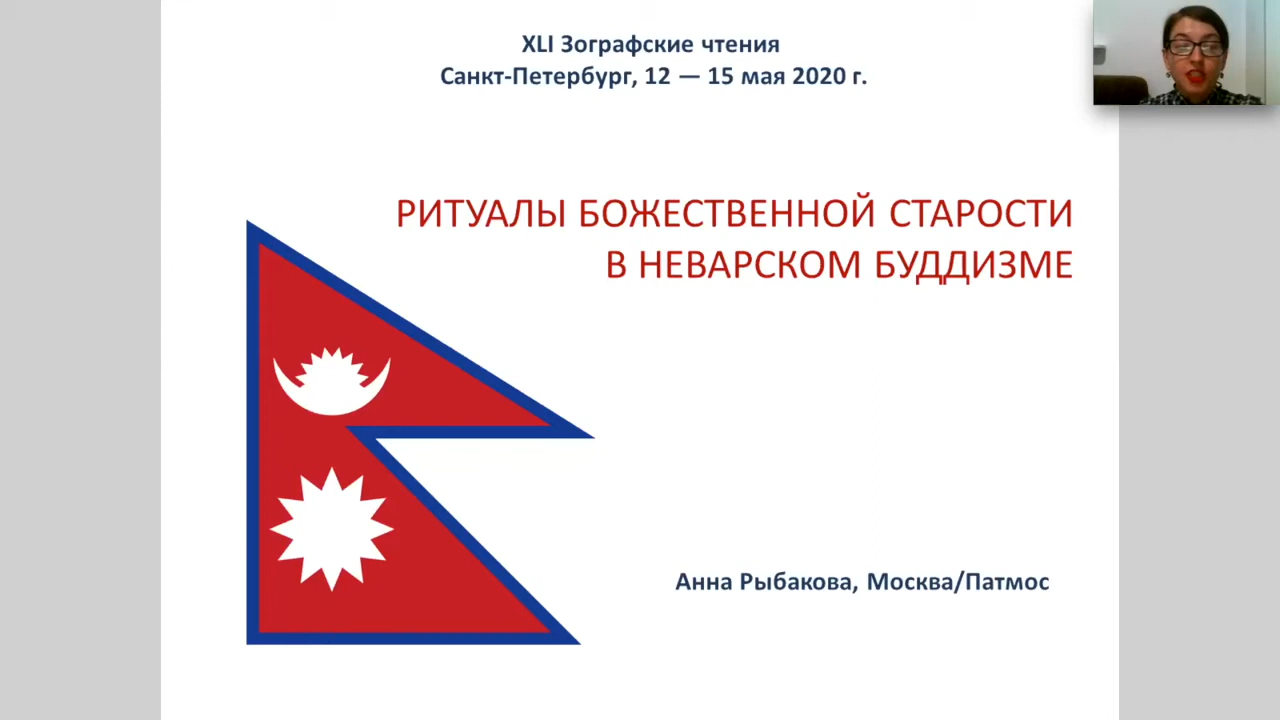 XLI Зографские чтения
Санкт-Петербург, 12 — 15 мая 2020 г.
РИТУАЛЫ БОЖЕСТВЕННОЙ СТАРОСТИ
В НЕВАРСКОМ БУДДИЗМЕ
Анна Рыбакова, Москва/Патмос